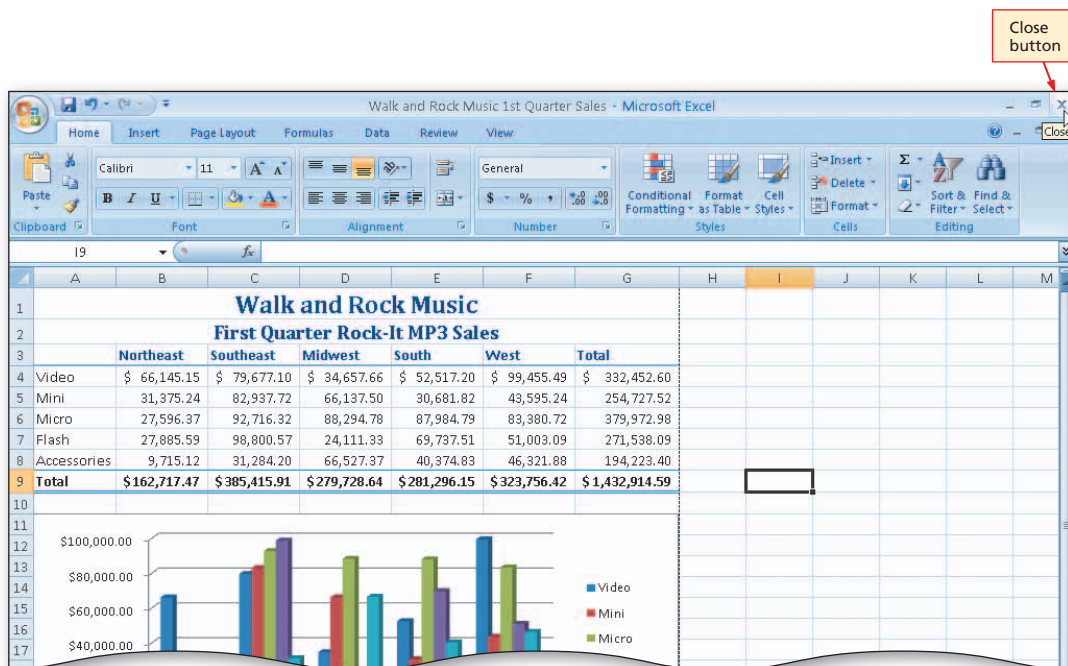 Close
button
Walk and Rock Music 1st Quarter Sales - Microsoft Excel
Close
Home Insert Page Layout Formulas Data Review View
Paste
Clipboard
Calibri 11
B I U
Font
Alignment
General
$ % ,
Number
Conditional Formatting
Format as Table
Cell Styles
Styles
Insert
Delete
Format
Cells
Σ
Sort & Filter
Find & Select
Editing
I9 fx
A B C D E F G H I J K L M
1 Walk and Rock Music
2 First Quarter Rock-It MP3 Sales
3 Northeast Southeast Midwest South West Total
4 Video $ 66,145.15 $ 79,677.10 $ 34,657.66 $ 52,517.20 $ 99,455.49 $ 332,452.60
5 Mini 31,375.24 82,937.72 66,137.50 30,681.82 43,595.24 254,727.52
6 Micro 27,596.37 92,716.32 88,294.78 87,984.79 83,380.72 379,972.98
7 Flash 27,885.59 98,800.57 24,111.33 69,737.51 51,003.09 271,538.09
8 Accessories 9,715.12 31,284.20 66,527.37 40,374.83 46,321.88 194,223.40
9 Total $162,717.47 $385,415.91 $279,728.64 $281,296.15 $323,756.42 $1,432,914.59
10
11
12 $100,000.00
13
14 $80,000.00 Video
15 $60,000.00 Mini
16 Micro
17 $40,000.00